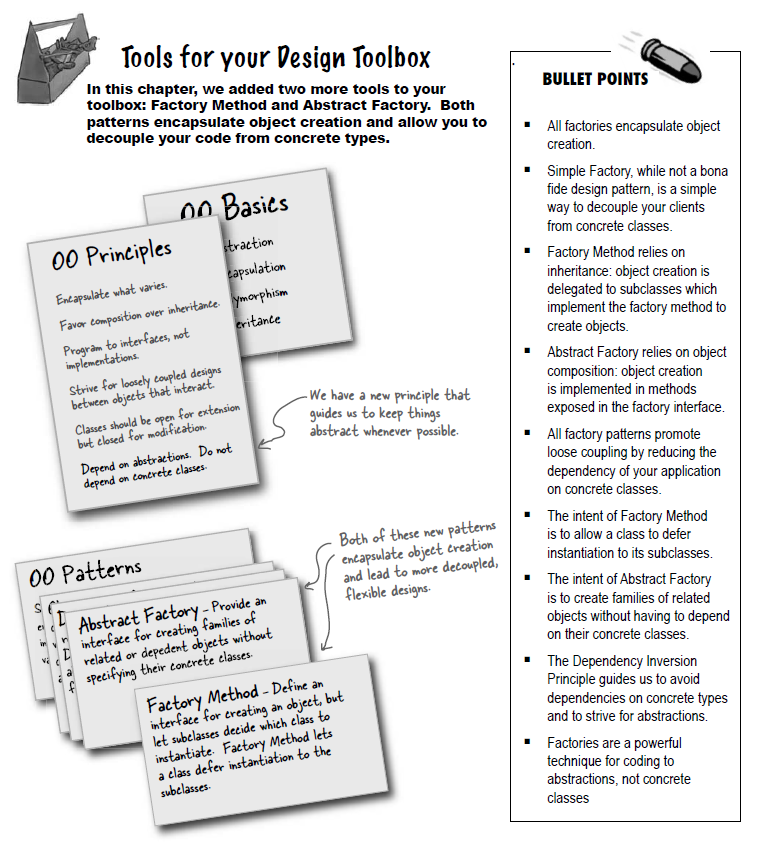 Tools for your Design Toolbox
In this chapter, we added two more tools to your
toolbox: Factory Method and Abstract Factory.  Both
patterns encapsulate object creation and allow you to
decouple your code from concrete types.
OO Basics
straction
capsulation
ymorphism
eritance
OO Principles
Encapsulate what varies.
Favor composition over inheritance.
Program to interfaces, not
implementations.
Strive for loosely coupled designs
between objects that interact.
Classes should be open for extension
but closed for modification.
Depend on abstractions.  Do not
depend on concrete classes.
We have a new principle that
guides us to keep things
abstract whenever possible.
OO Patterns
Abstract Factory – Provide an
interface for creating families of
related or depedent objects without
specifying their concrete classes.
Factory Method – Define an
interface for creating an object, but
let subclasses decide which class to
instantiate.  Factory Method lets
a class defer instantiation to the
subclasses.
Both of these new patterns
encapsulate object creation
and lead to more decoupled,
flexible designs.
BULLET POINTS
▪ All factories encapsulate object
creation.
▪ Simple Factory, while not a bona
fide design pattern, is a simple
way to decouple your clients
from concrete classes.
▪ Factory Method relies on
inheritance: object creation is
delegated to subclasses which
implement the factory method to
create objects.
▪ Abstract Factory relies on object
composition: object creation
is implemented in methods
exposed in the factory interface.
▪ All factory patterns promote
loose coupling by reducing the
dependency of your application
on concrete classes.
▪ The intent of Factory Method
is to allow a class to defer
instantiation to its subclasses.
▪ The intent of Abstract Factory
is to create families of related
objects without having to depend
on their concrete classes.
▪ The Dependency Inversion
Principle guides us to avoid
dependencies on concrete types
and to strive for abstractions.
▪ Factories are a powerful
technique for coding to
abstractions, not concrete
classes